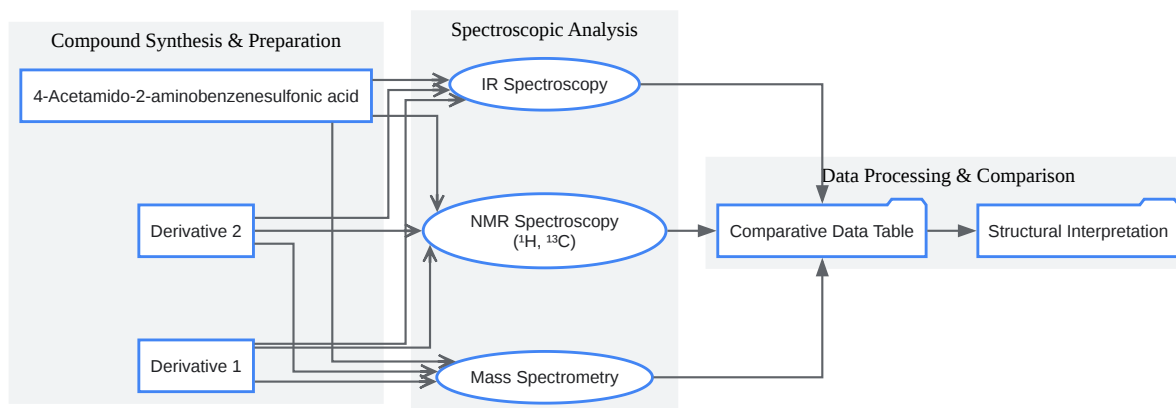 Compound Synthesis & Preparation
4-Acetamido-2-aminobenzenesulfonic acid
Derivative 2
Derivative 1
Spectroscopic Analysis
IR Spectroscopy
NMR Spectroscopy
(¹H, ¹³C)
Mass Spectrometry
Data Processing & Comparison
Comparative Data Table
Structural Interpretation